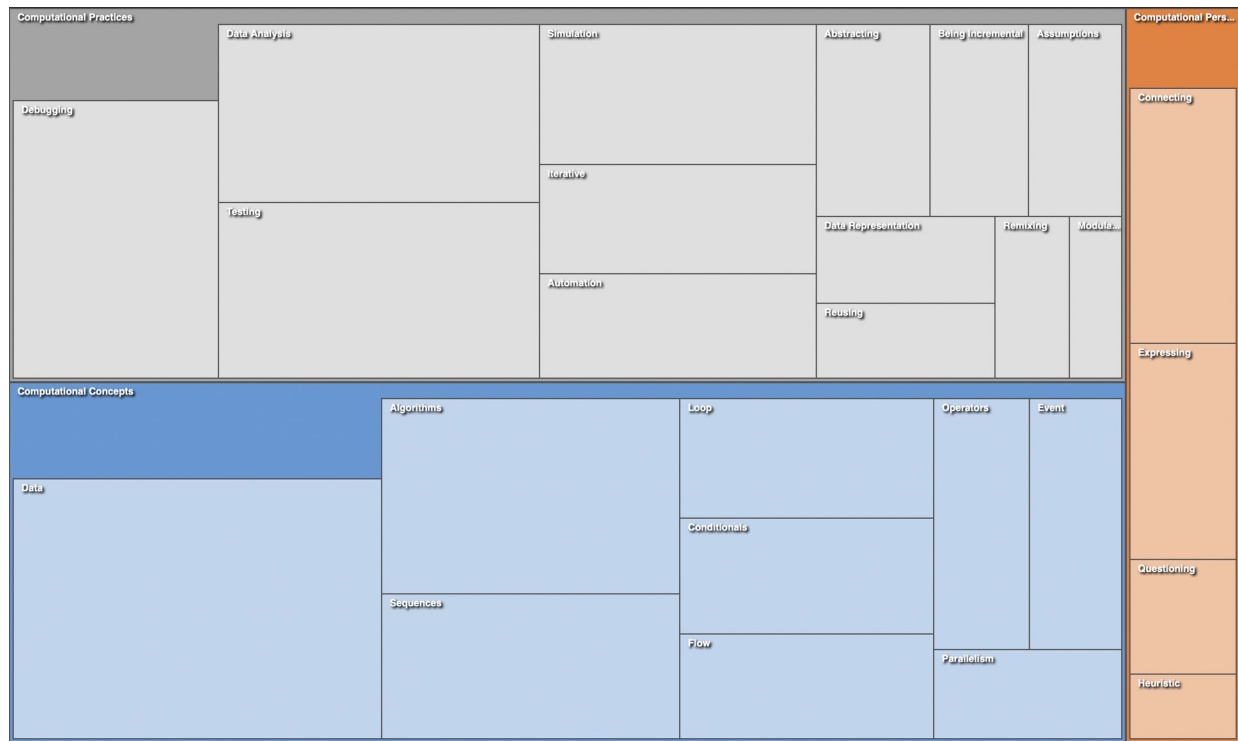 Computational Practices
Debugging
Data Analysis
Testing
Simulation
Iterative
Automation
Abstracting
Being Incremental
Assumptions
Data Representation
Reusing
Remixing
Modula...
Computational Concepts
Data
Algorithms
Sequences
Loop
Conditionals
Flow
Operators
Event
Parallelism
Computational Pers...
Connecting
Expressing
Questioning
Heuristic